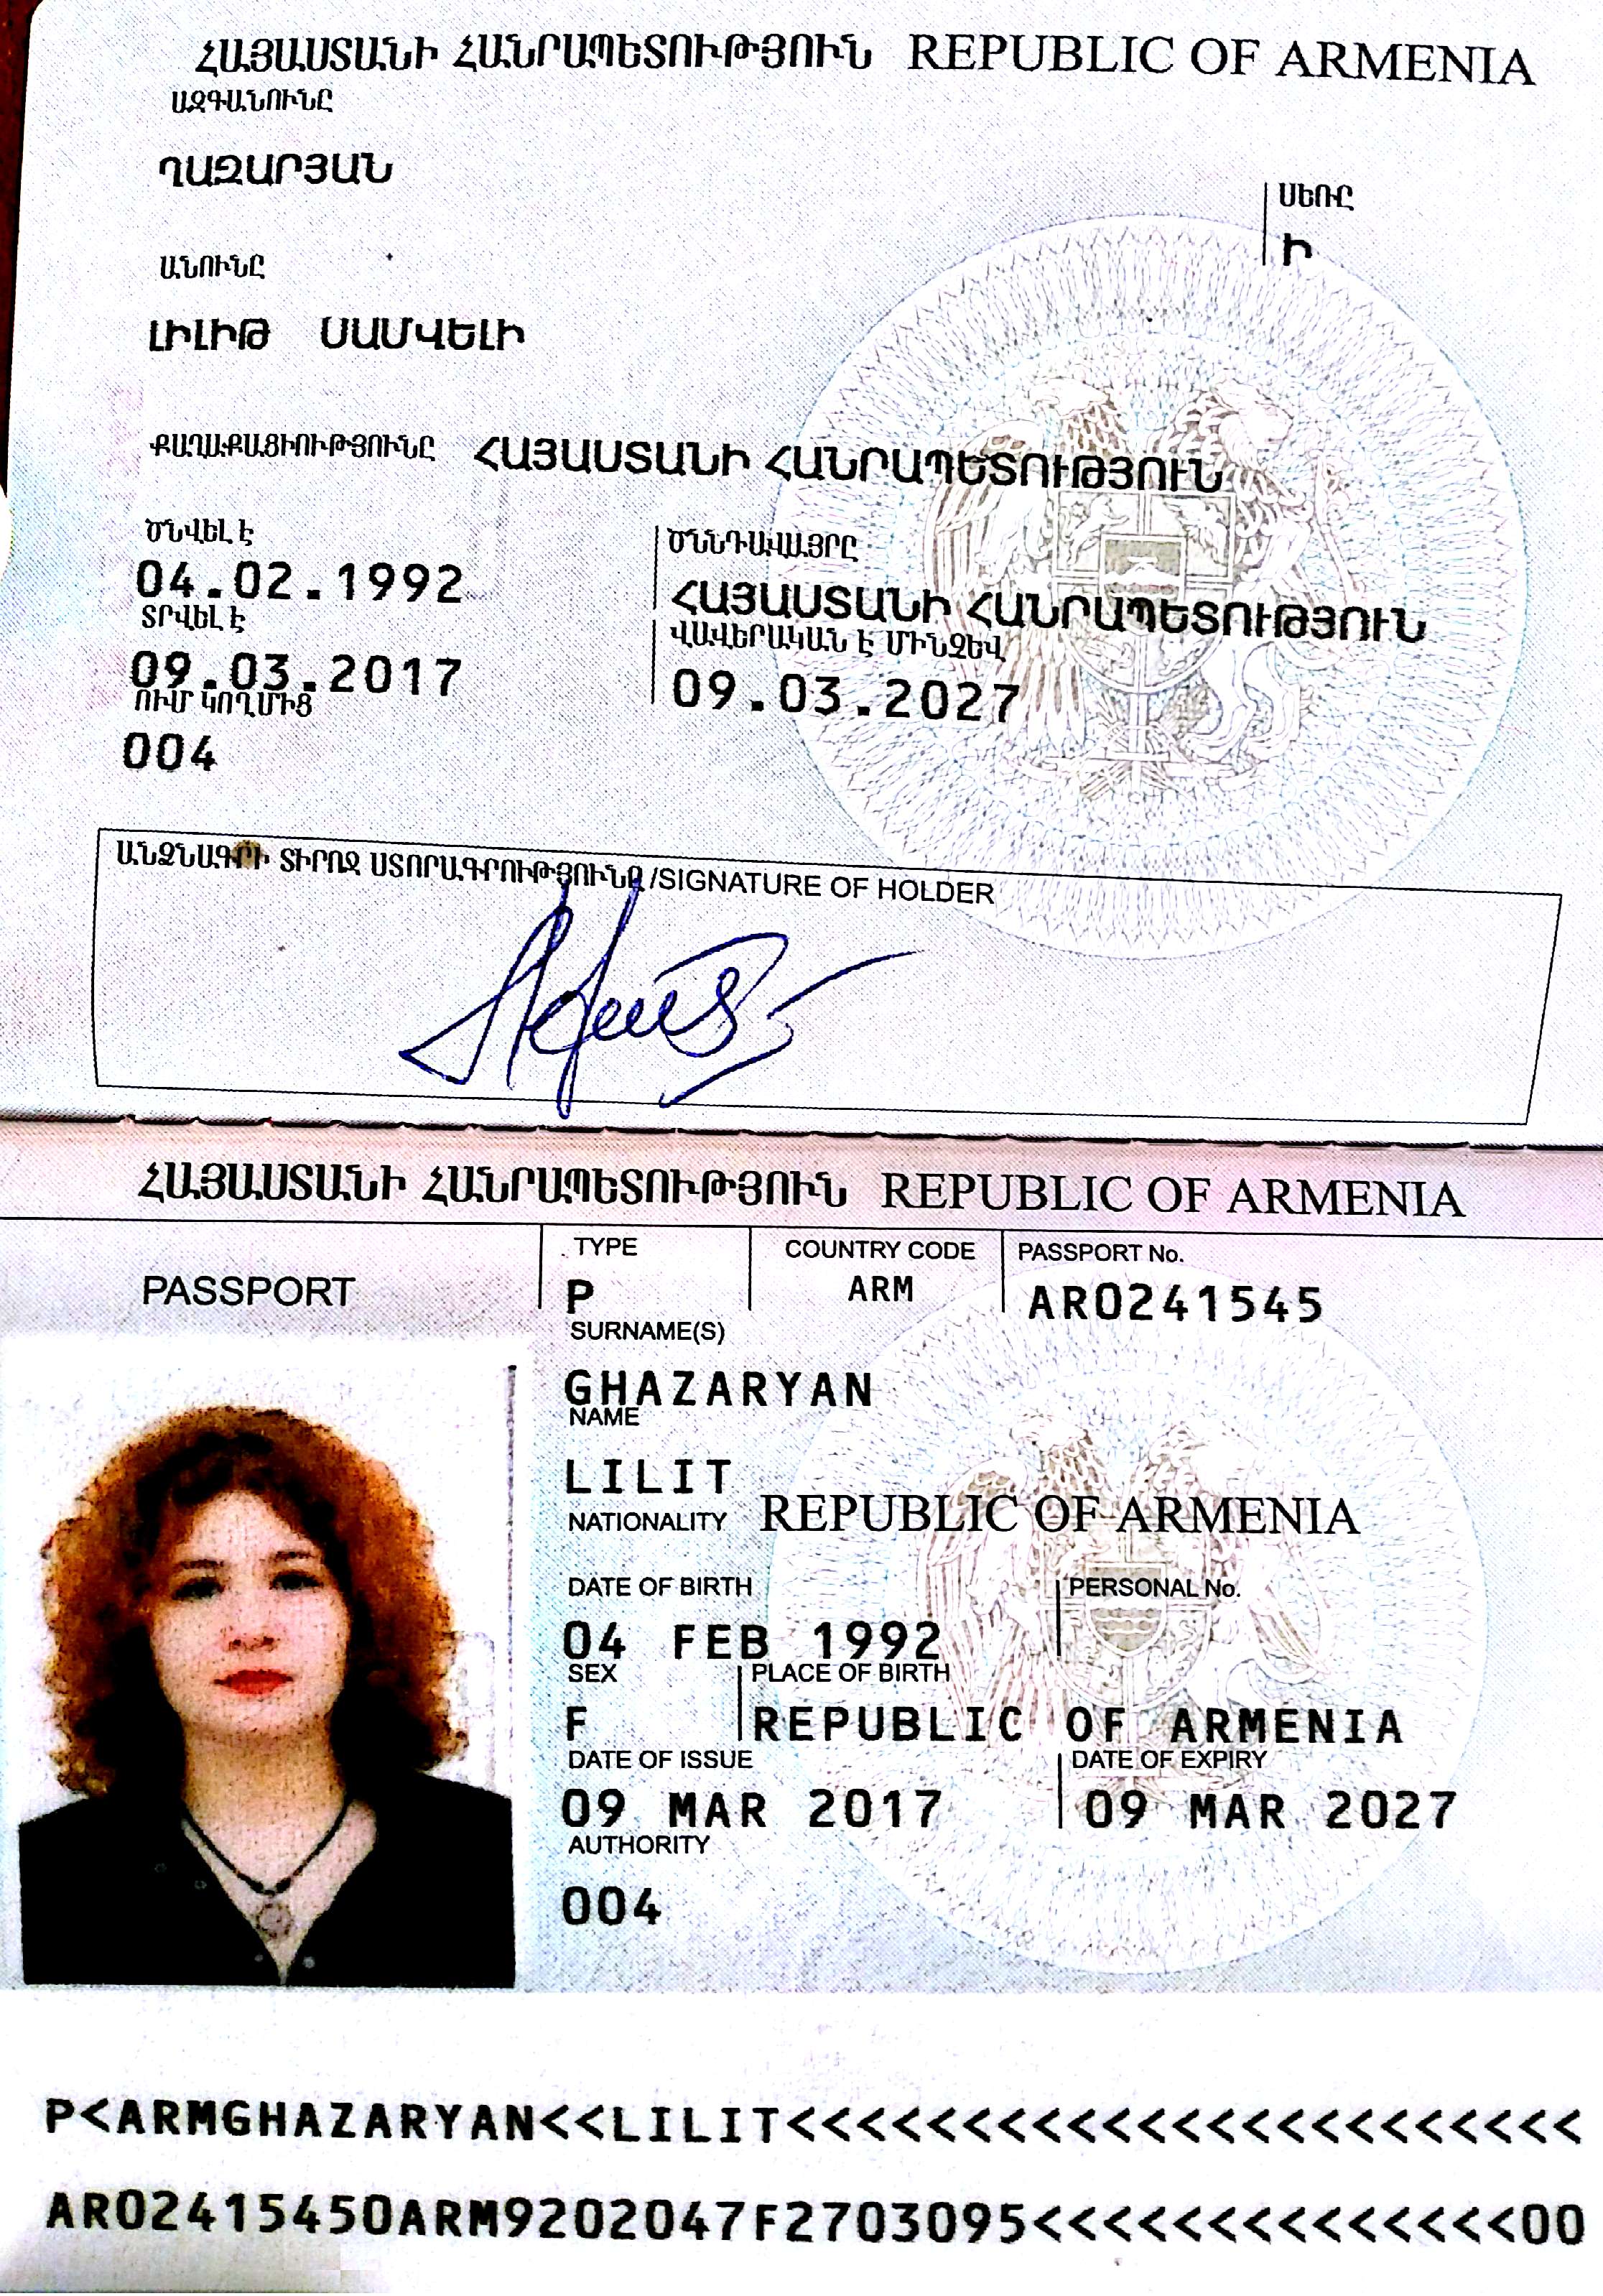 ՀԱՅԱՍՏԱՆԻ ՀԱՆՐԱՊԵՏՈՒԹՅՈՒՆ REPUBLIC OF ARMENIA
ԱԶԳԱՆՈՒՆԸ
ՂԱԶԱՐՅԱՆ
ՍԵՌԸ
Ի
ԱՆՈՒՆԸ
ԼԻԼԻԹ ՍԱՄՎԵԼԻ
ՔԱՂԱՔԱՑԻՈՒԹՅՈՒՆԸ ՀԱՅԱՍՏԱՆԻ ՀԱՆՐԱՊԵՏՈՒԹՅՈՒՆ
ԾՆՎԵԼ Է ԾՆՆԴԱՎԱՅՐԸ
04.02.1992 ՀԱՅԱՍՏԱՆԻ ՀԱՆՐԱՊԵՏՈՒԹՅՈՒՆ
ՏՐՎԵԼ Է ՎԱՎԵՐԱԿԱՆ Է ՄԻՆՉԵՎ
09.03.2017 09.03.2027
ՈՒՄ ԿՈՂՄԻՑ
004
ԱՆՁՆԱԳՐԻ ՏԻՐՈՋ ՍՏՈՐԱԳՐՈՒԹՅՈՒՆԸ /SIGNATURE OF HOLDER
ՀԱՅԱՍՏԱՆԻ ՀԱՆՐԱՊԵՏՈՒԹՅՈՒՆ REPUBLIC OF ARMENIA
PASSPORT
TYPE COUNTRY CODE PASSPORT No.
P ARM AR0241545
SURNAME(S)
GHAZARYAN
NAME
LILIT
NATIONALITY REPUBLIC OF ARMENIA
DATE OF BIRTH PERSONAL No.
04 FEB 1992
SEX PLACE OF BIRTH
F REPUBLIC OF ARMENIA
DATE OF ISSUE DATE OF EXPIRY
09 MAR 2017 09 MAR 2027
AUTHORITY
004
P<ARMGHAZARYAN<<LILIT<<<<<<<<<<<<<<<<<<<<<<<
AR02415450ARM9202047F2703095<<<<<<<<<<<<<<00